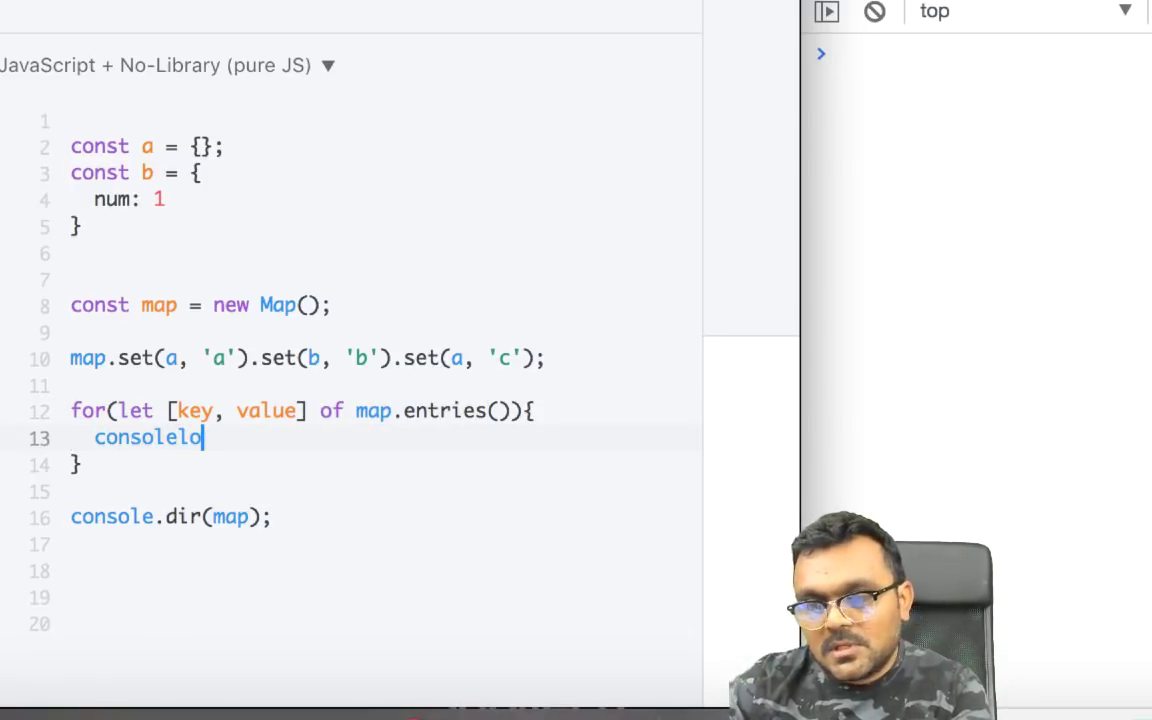 top
JavaScript + No-Library (pure JS)
1
2 const a = {};
3 const b = {
4 num: 1
5 }
6
7
8 const map = new Map();
9
10 map.set(a, 'a').set(b, 'b').set(a, 'c');
11
12 for(let [key, value] of map.entries()){
13 consolelo
14 }
15
16 console.dir(map);
17
18
19
20